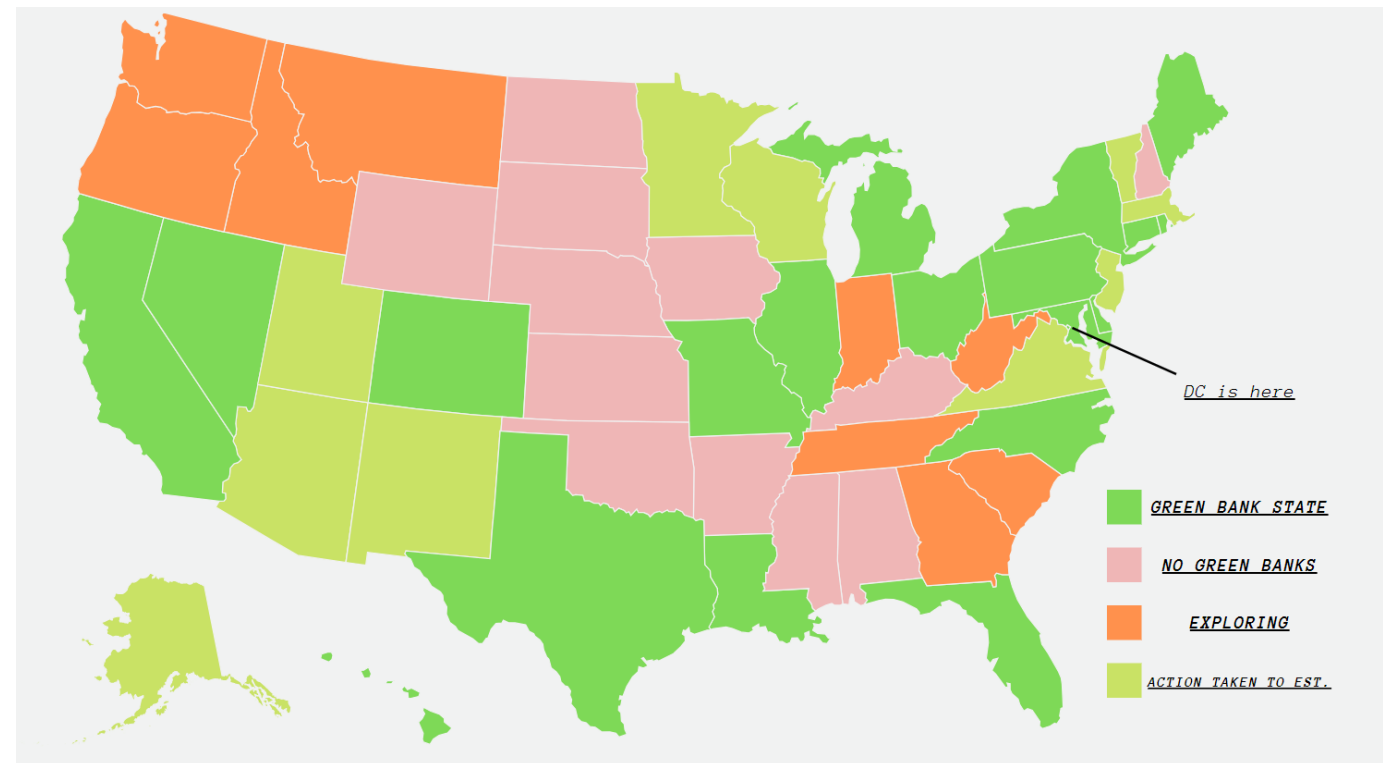 DC is here
GREEN BANK STATE
NO GREEN BANKS
EXPLORING
ACTION TAKEN TO EST.